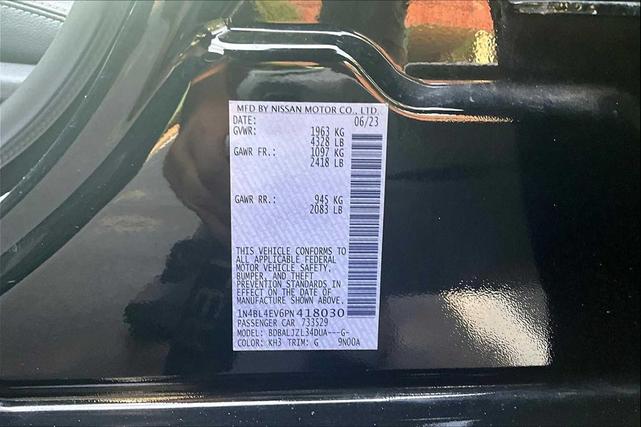 MFD BY NISSAN MOTOR CO., LTD.
DATE: 06/23
GVWR: 1963 KG
4328 LB
GAWR FR.: 1097 KG
2418 LB
GAWR RR.: 945 KG
2083 LB
THIS VEHICLE CONFORMS TO
ALL APPLICABLE FEDERAL
MOTOR VEHICLE SAFETY,
BUMPER, AND THEFT
PREVENTION STANDARDS IN
EFFECT ON THE DATE OF
MANUFACTURE SHOWN ABOVE.
1N4BL4EV6PN418030
PASSENGER CAR 733529
MODEL: BDBALJZL34DUA---G-
COLOR: KH3 TRIM: G 9N00A